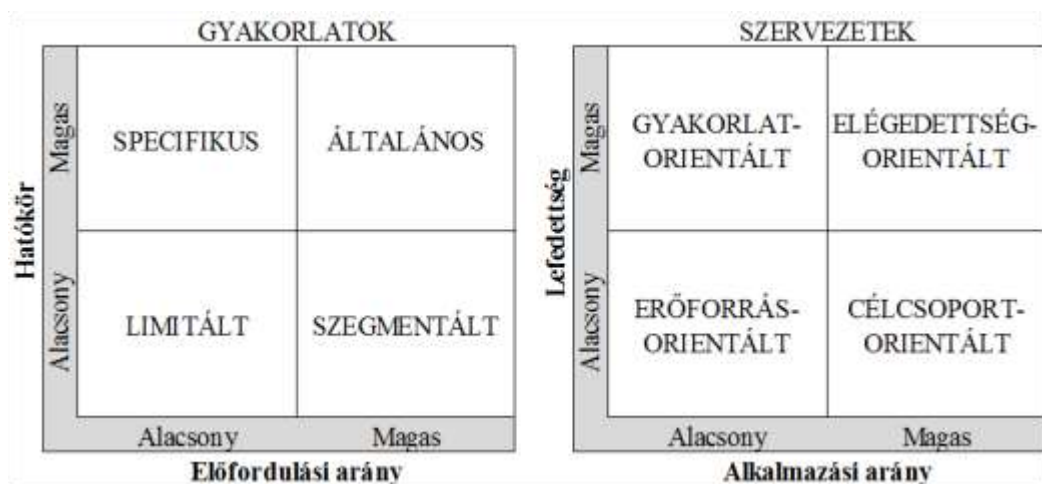 GYAKORLATOK
Hatókör
Magas
Alacsony
SPECIFIKUS
ÁLTALÁNOS
LIMITÁLT
SZEGMENTÁLT
Alacsony
Magas
Előfordulási arány
SZERVEZETEK
Lefedettség
Magas
Alacsony
GYAKORLAT-
ORIENTÁLT
ELÉGEDETTSÉG-
ORIENTÁLT
ERŐFORRÁS-
ORIENTÁLT
CÉLCSOPORT-
ORIENTÁLT
Alacsony
Magas
Alkalmazási arány